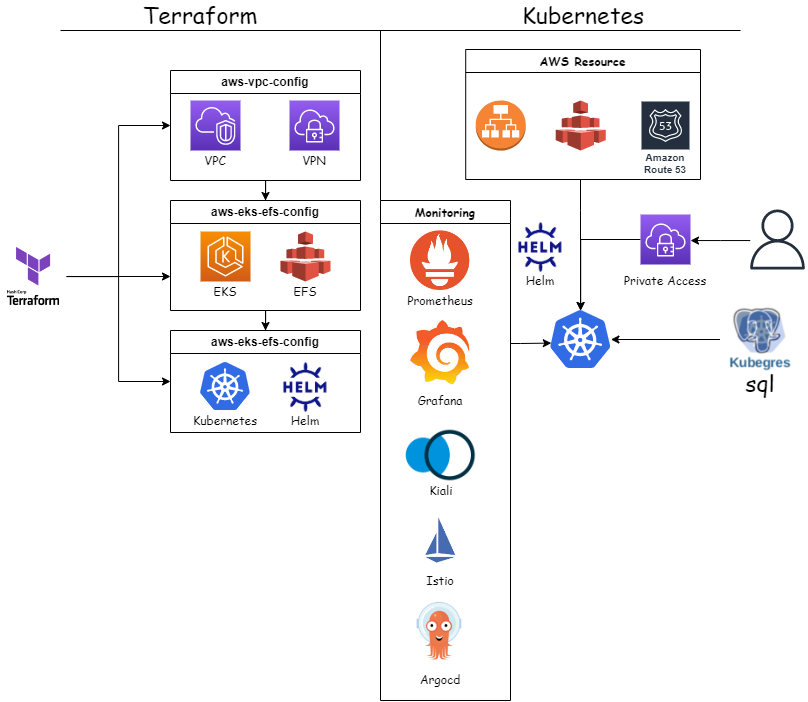 Terraform
Kubernetes
aws-vpc-config
VPC
VPN
aws-eks-efs-config
EKS
EFS
aws-eks-efs-config
Kubernetes
HELM
Helm
HashiCorp
Terraform
AWS Resource
53
Amazon
Route 53
Monitoring
Prometheus
Grafana
Kiali
Istio
Argocd
HELM
Helm
Private Access
Kubegres
sql